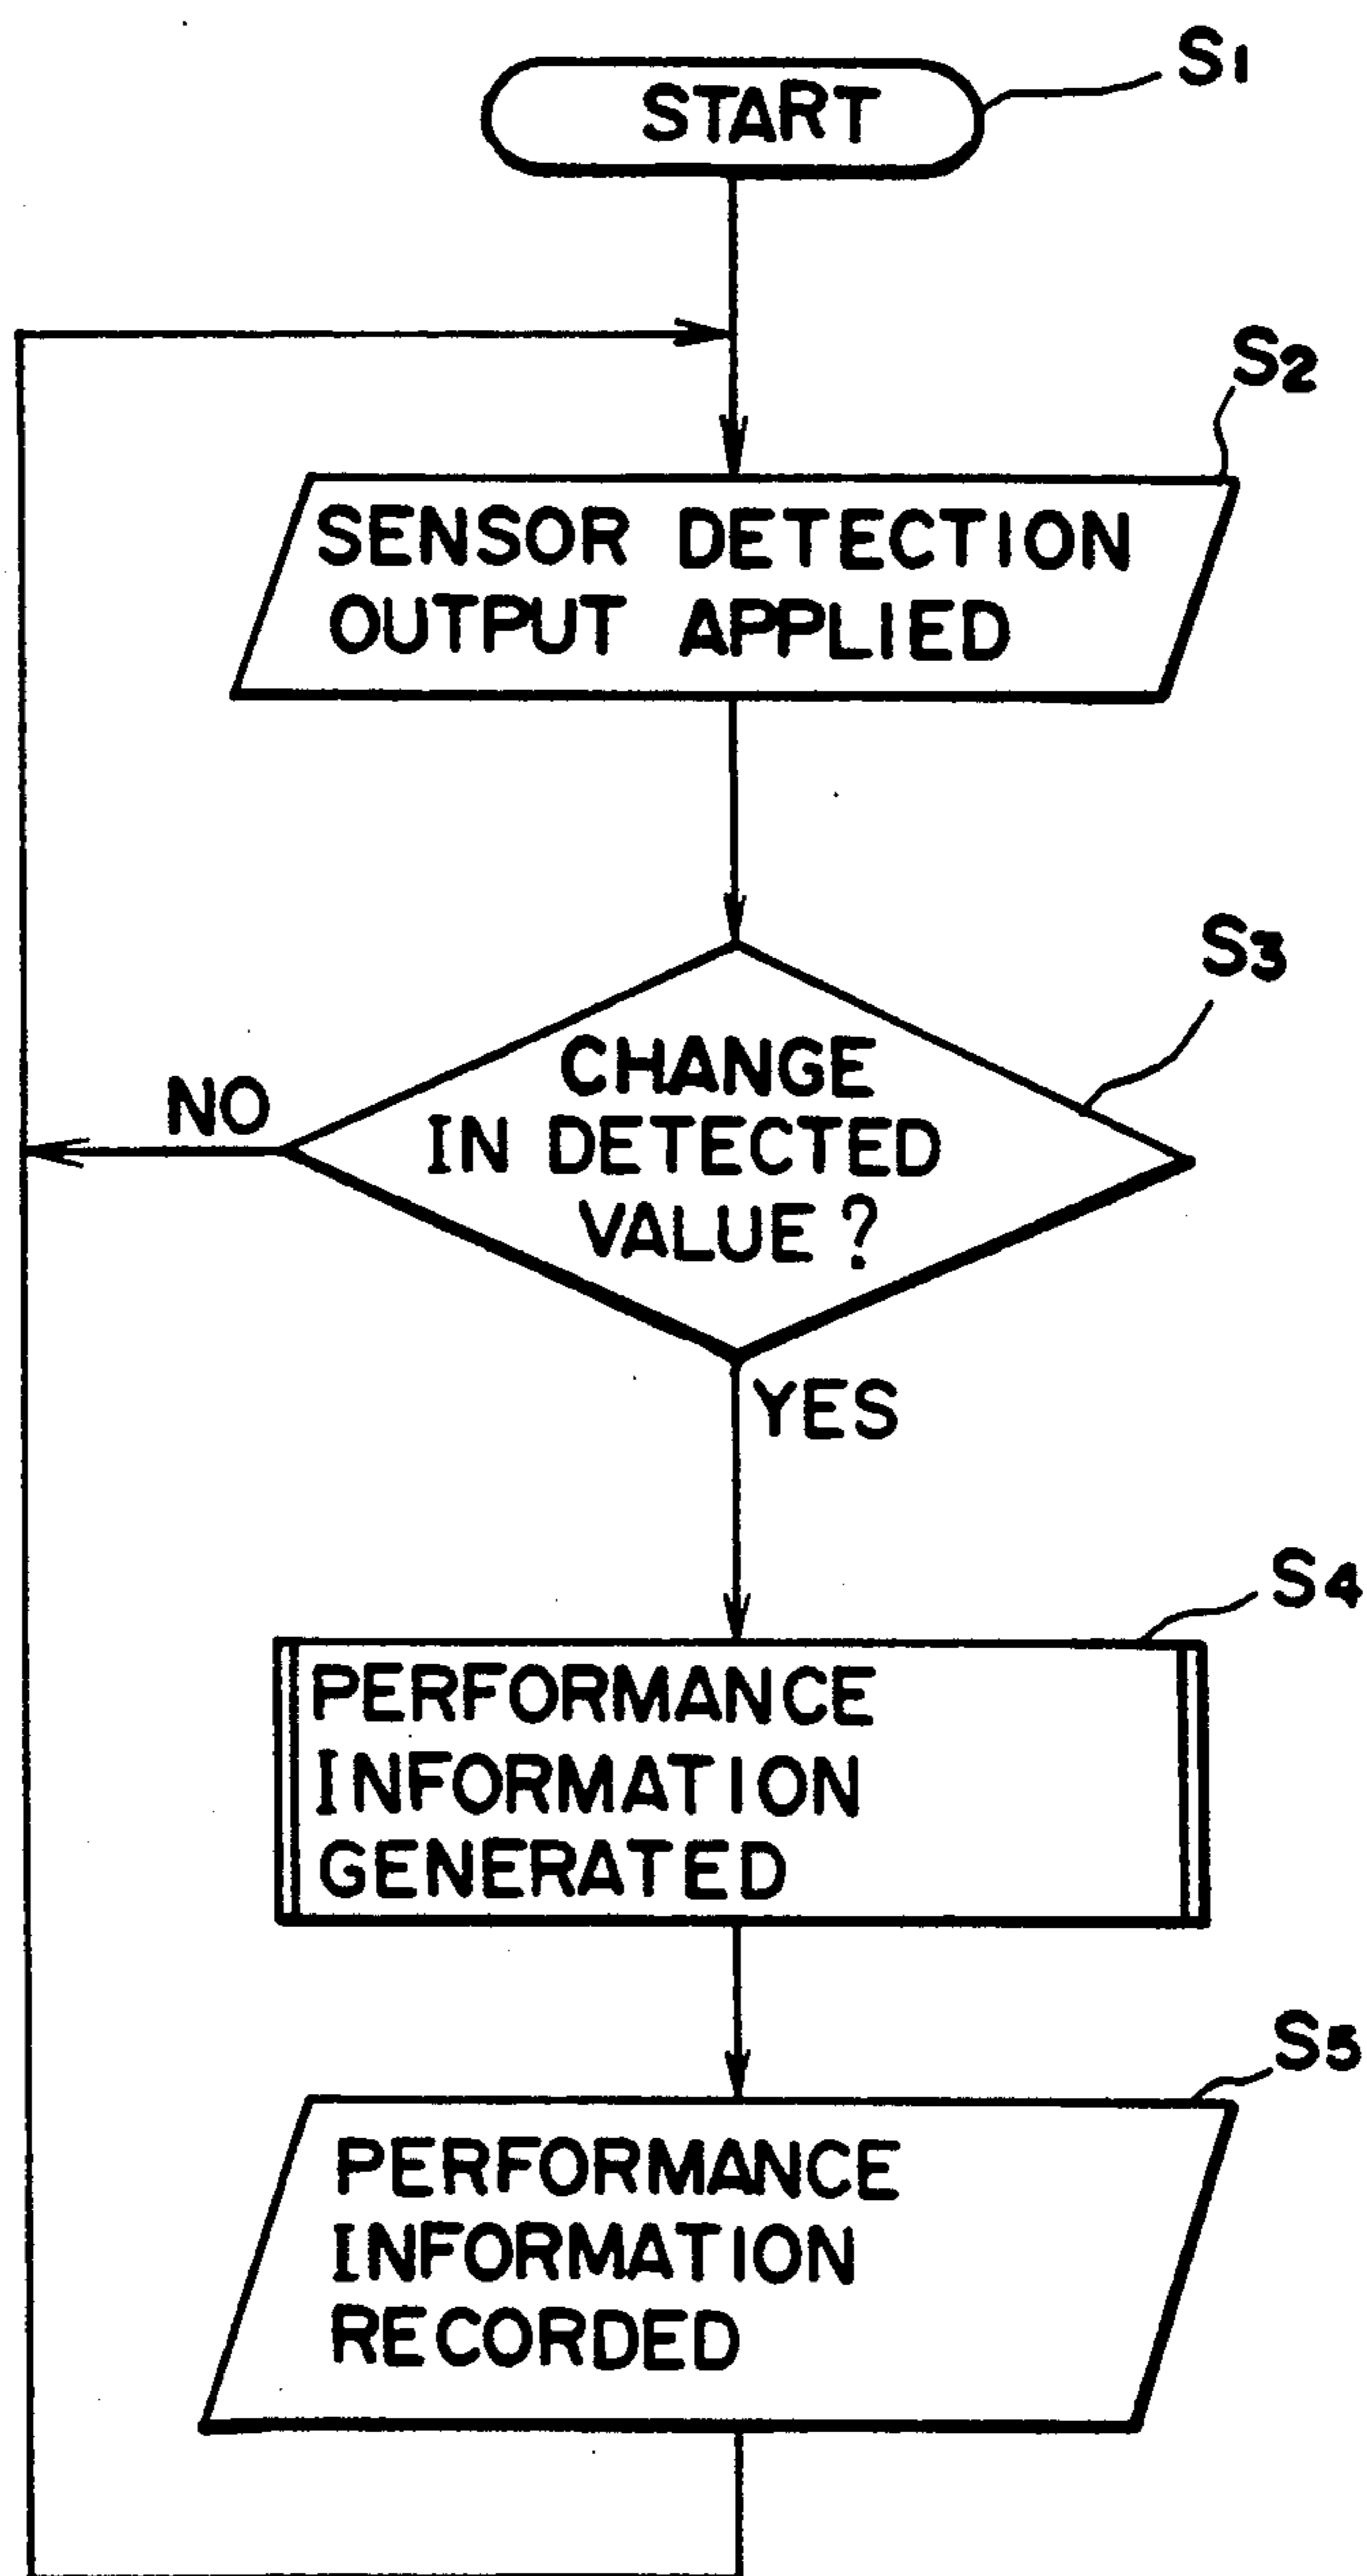 START
S1
S2
SENSOR DETECTION
OUTPUT APPLIED
S3
CHANGE
IN DETECTED
VALUE ?
NO
YES
S4
PERFORMANCE
INFORMATION
GENERATED
S5
PERFORMANCE
INFORMATION
RECORDED